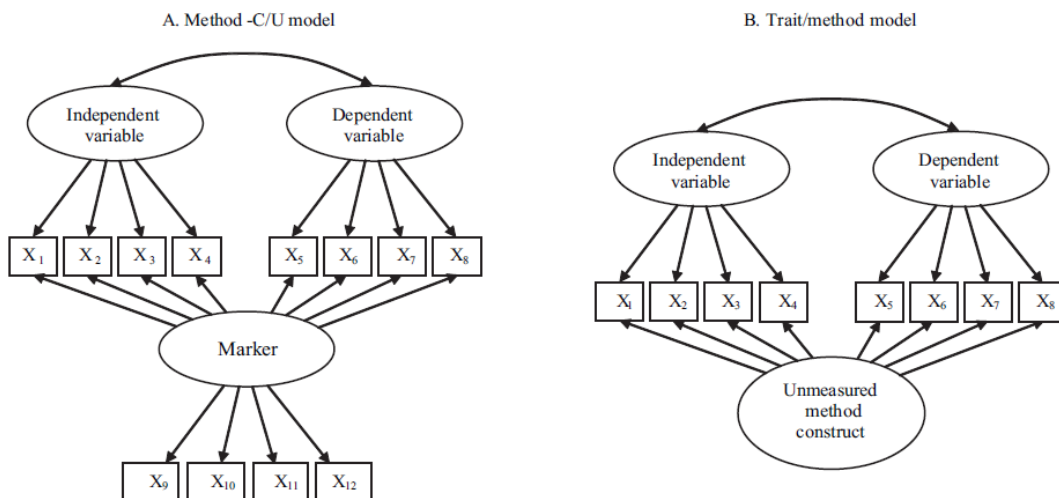 A. Method -C/U model
Independent
variable
Dependent
variable
X1 X2 X3 X4 X5 X6 X7 X8
Marker
X9 X10 X11 X12
B. Trait/method model
Independent
variable
Dependent
variable
X1 X2 X3 X4 X5 X6 X7 X8
Unmeasured
method
construct